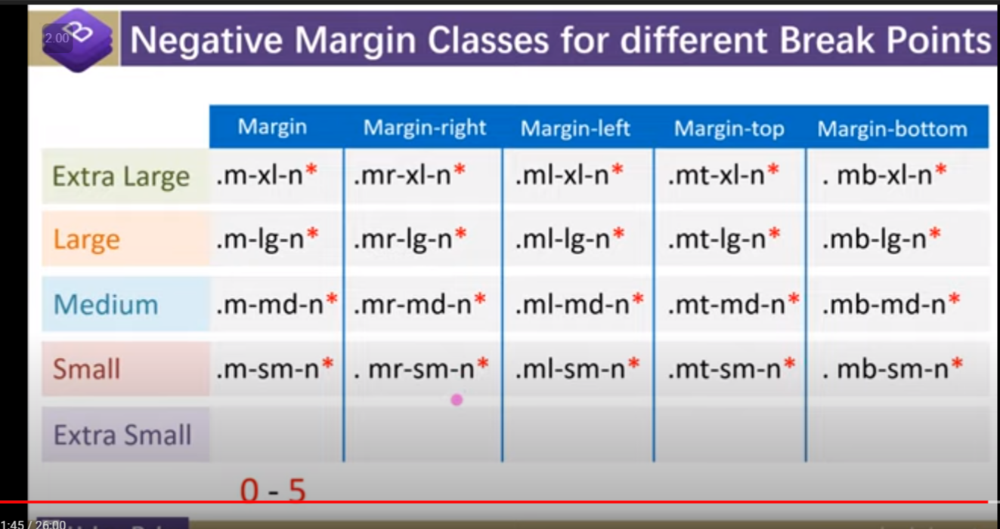 2.00
Negative Margin Classes for different Break Points
Margin Margin-right Margin-left Margin-top Margin-bottom
Extra Large .m-xl-n* .mr-xl-n* .ml-xl-n* .mt-xl-n* . mb-xl-n*
Large .m-lg-n* .mr-lg-n* .ml-lg-n* .mt-lg-n* .mb-lg-n*
Medium .m-md-n* .mr-md-n* .ml-md-n* .mt-md-n* .mb-md-n*
Small .m-sm-n* . mr-sm-n* .ml-sm-n* .mt-sm-n* . mb-sm-n*
Extra Small
0 - 5
1:45 / 26:00